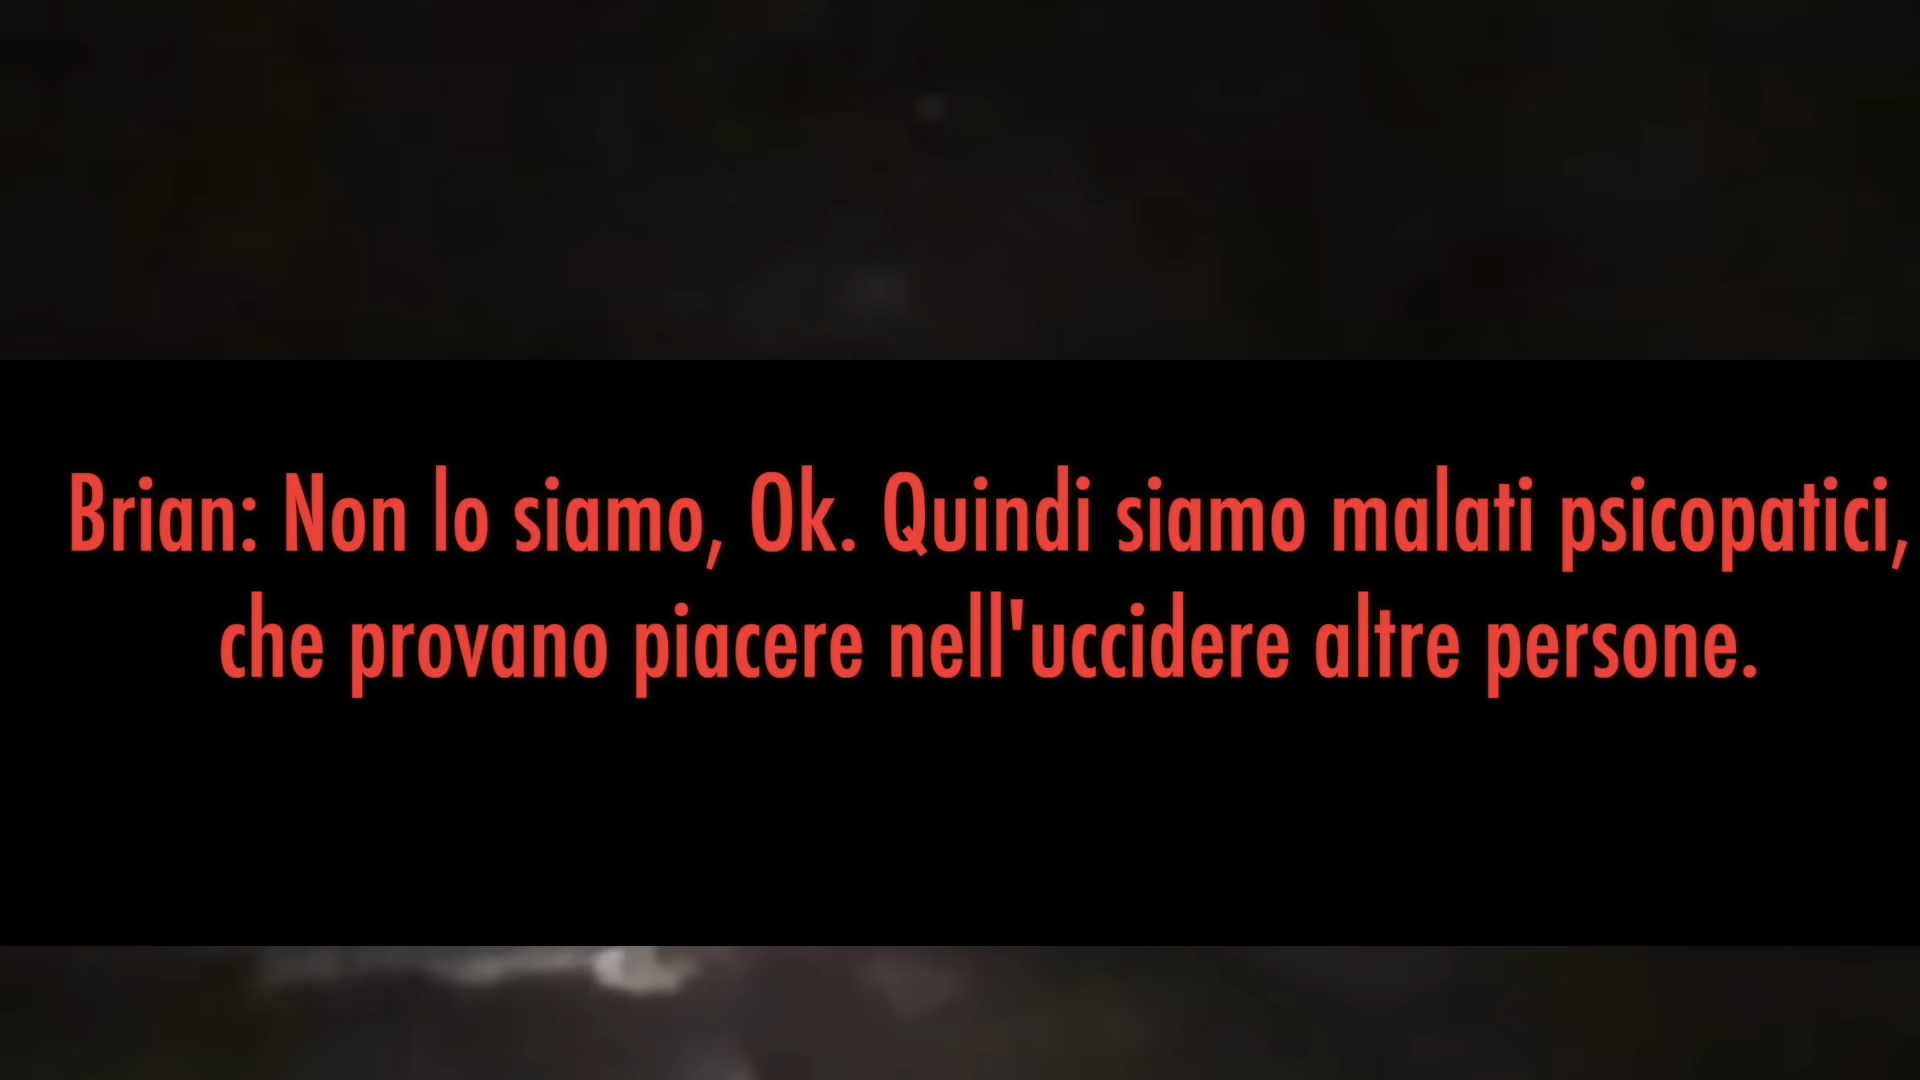 Brian: Non lo siamo, Ok. Quindi siamo malati psicopatici,
che provano piacere nell'uccidere altre persone.